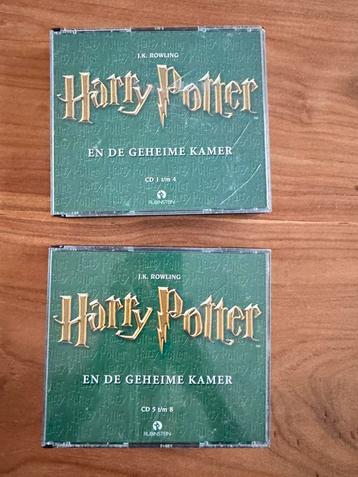 J.K. ROWLING
Harry Potter
EN DE GEHEIME KAMER
CD 1 t/m 4
RUBINSTEIN
J.K. ROWLING
Harry Potter
EN DE GEHEIME KAMER
CD 5 t/m 8
RUBINSTEIN